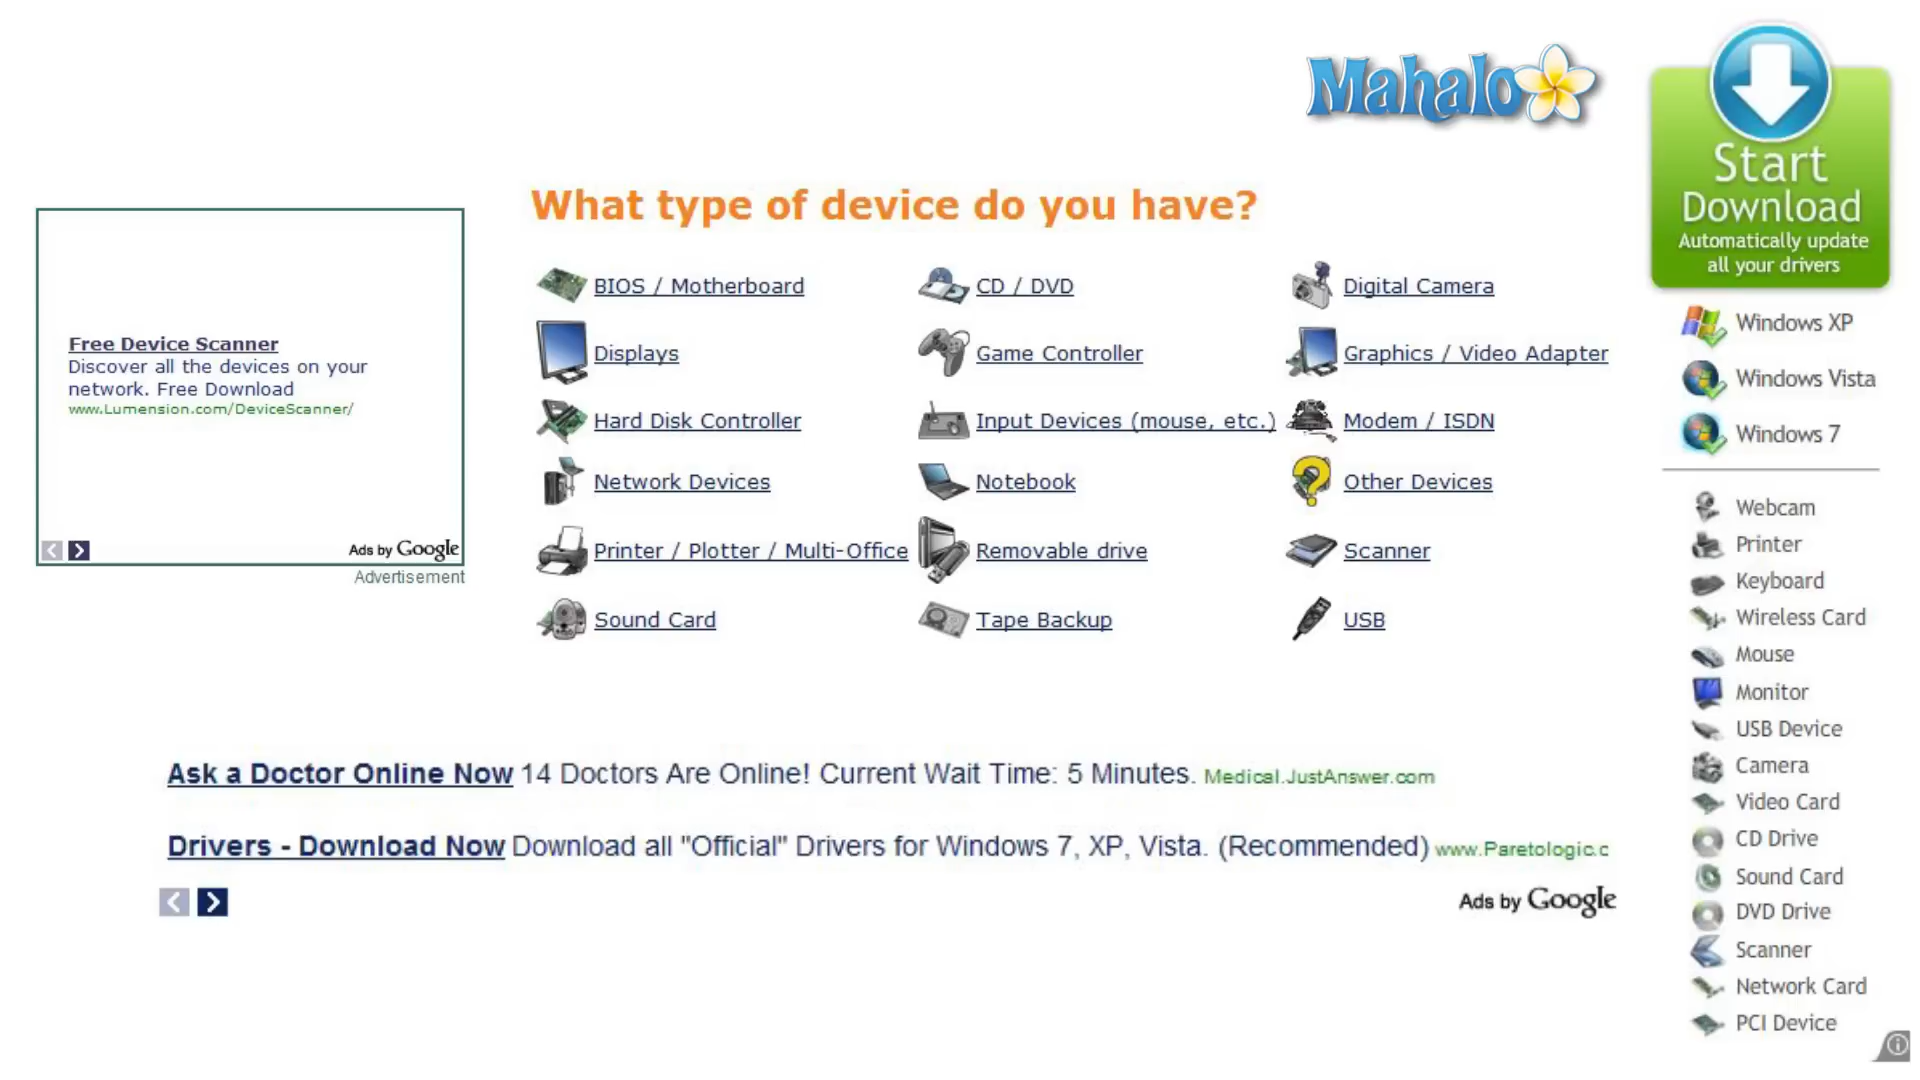 Mahalo
Start
Download
Automatically update
all your drivers
What type of device do you have?
BIOS / Motherboard
CD / DVD
Digital Camera
Displays
Game Controller
Graphics / Video Adapter
Hard Disk Controller
Input Devices (mouse, etc.)
Modem / ISDN
Network Devices
Notebook
Other Devices
Printer / Plotter / Multi-Office
Removable drive
Scanner
Sound Card
Tape Backup
USB
Free Device Scanner
Discover all the devices on your
network. Free Download
www.Lumension.com/DeviceScanner/
Ads by Google
Advertisement
Ask a Doctor Online Now 14 Doctors Are Online! Current Wait Time: 5 Minutes. Medical.JustAnswer.com
Drivers - Download Now Download all "Official" Drivers for Windows 7, XP, Vista. (Recommended) www.Paretologic.c
Ads by Google
Windows XP
Windows Vista
Windows 7
Webcam
Printer
Keyboard
Wireless Card
Mouse
Monitor
USB Device
Camera
Video Card
CD Drive
Sound Card
DVD Drive
Scanner
Network Card
PCI Device